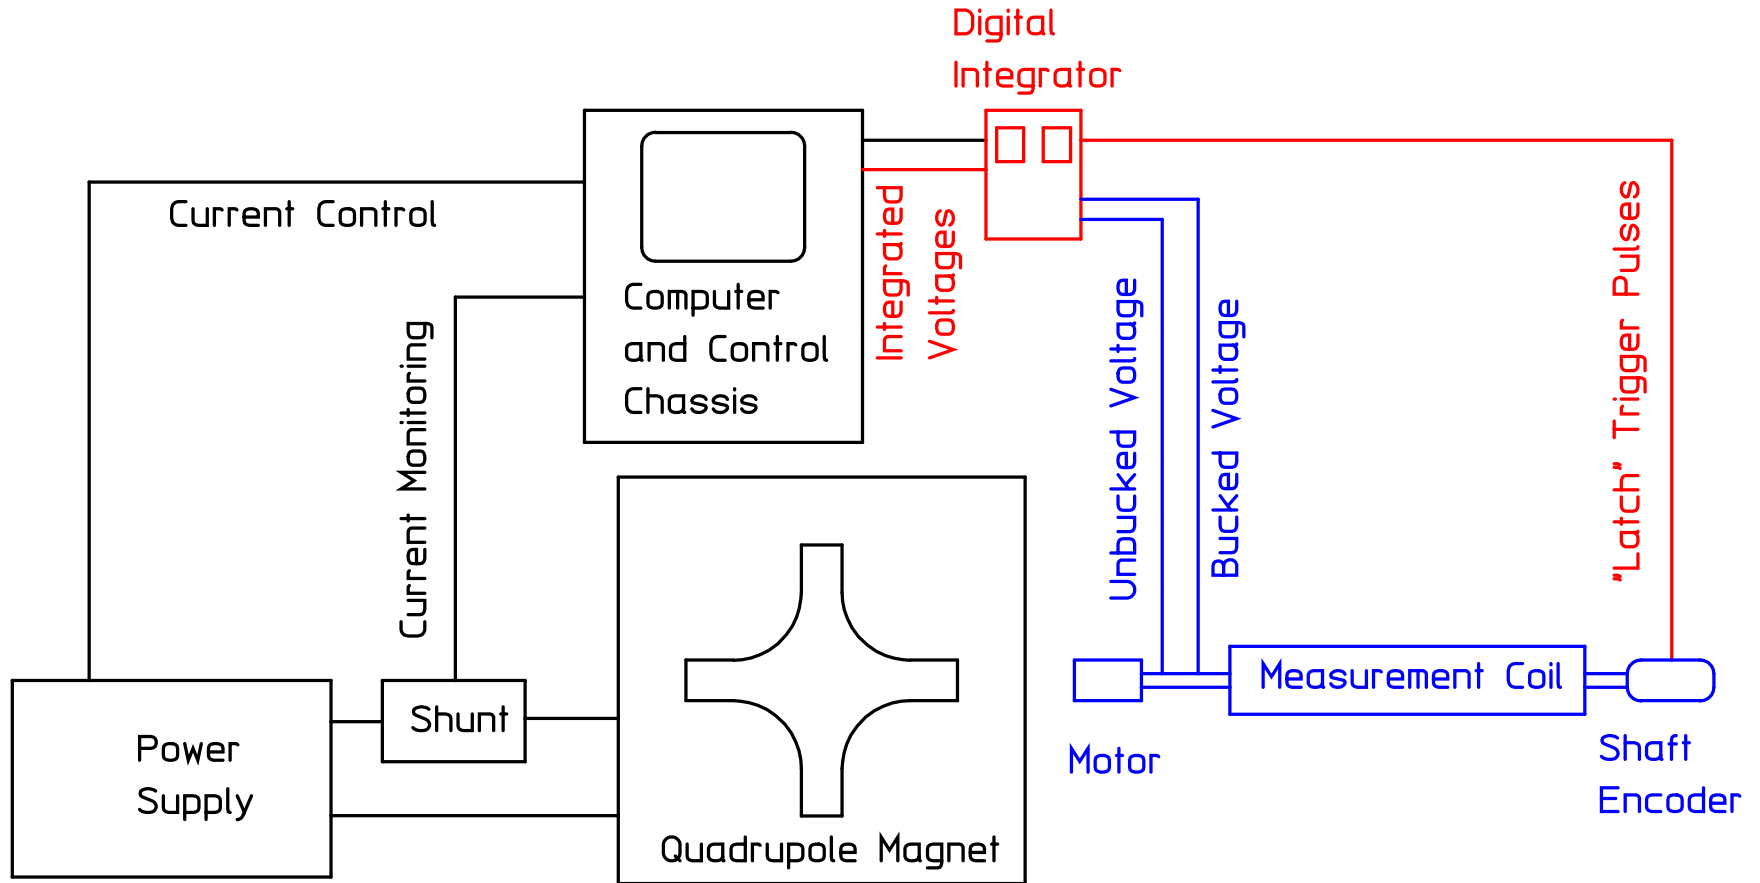 Digital
Integrator
Current Control
Computer
and Control
Chassis
Integrated
Voltages
Current Monitoring
Unbucked Voltage
Bucked Voltage
"Latch" Trigger Pulses
Measurement Coil
Shunt
Power
Supply
Motor
Shaft
Encoder
Quadrupole Magnet